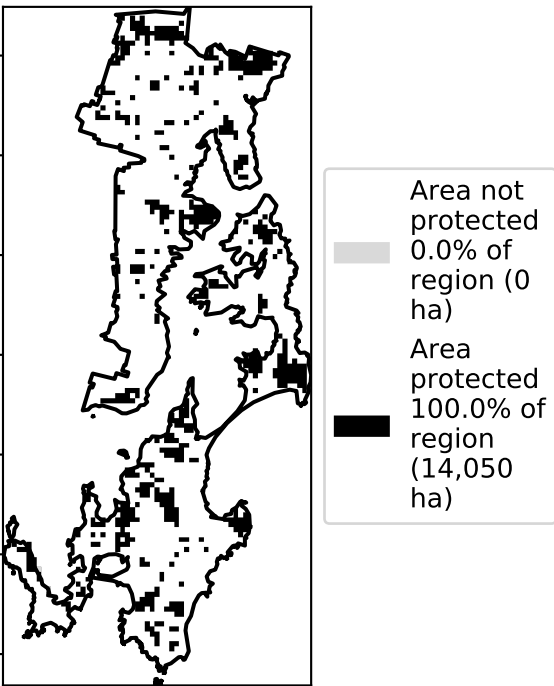 Area not
protected
0.0% of
region (0
ha)
Area
protected
100.0% of
region
(14,050
ha)